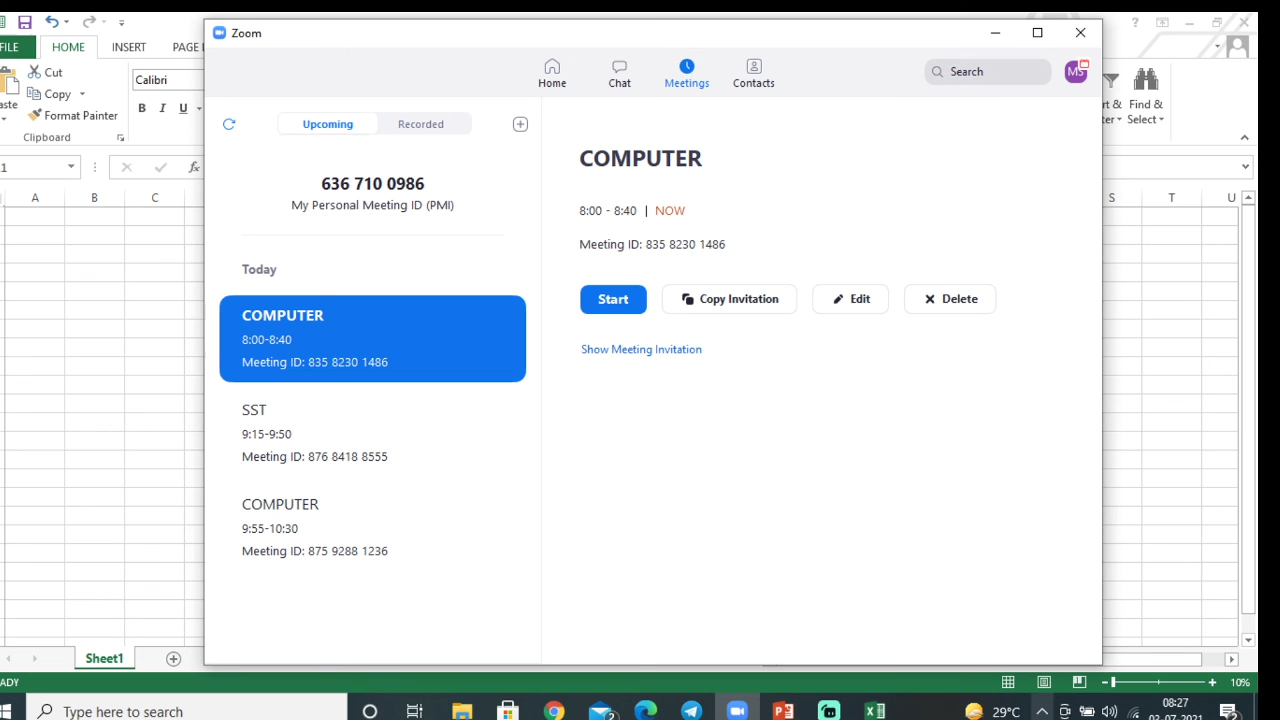 Zoom
FILE HOME INSERT PAGE
Cut
Copy
Format Painter
Clipboard
Calibri
B I U
Find &
Select
A B C S T U
Home Chat Meetings Contacts
Search
MS
Upcoming Recorded
636 710 0986
My Personal Meeting ID (PMI)
Today
COMPUTER
8:00-8:40
Meeting ID: 835 8230 1486
SST
9:15-9:50
Meeting ID: 876 8418 8555
COMPUTER
9:55-10:30
Meeting ID: 875 9288 1236
COMPUTER
8:00 - 8:40 | NOW
Meeting ID: 835 8230 1486
Start Copy Invitation Edit Delete
Show Meeting Invitation
Sheet1
10%
Type here to search
29°C
08:27
03-07-2021